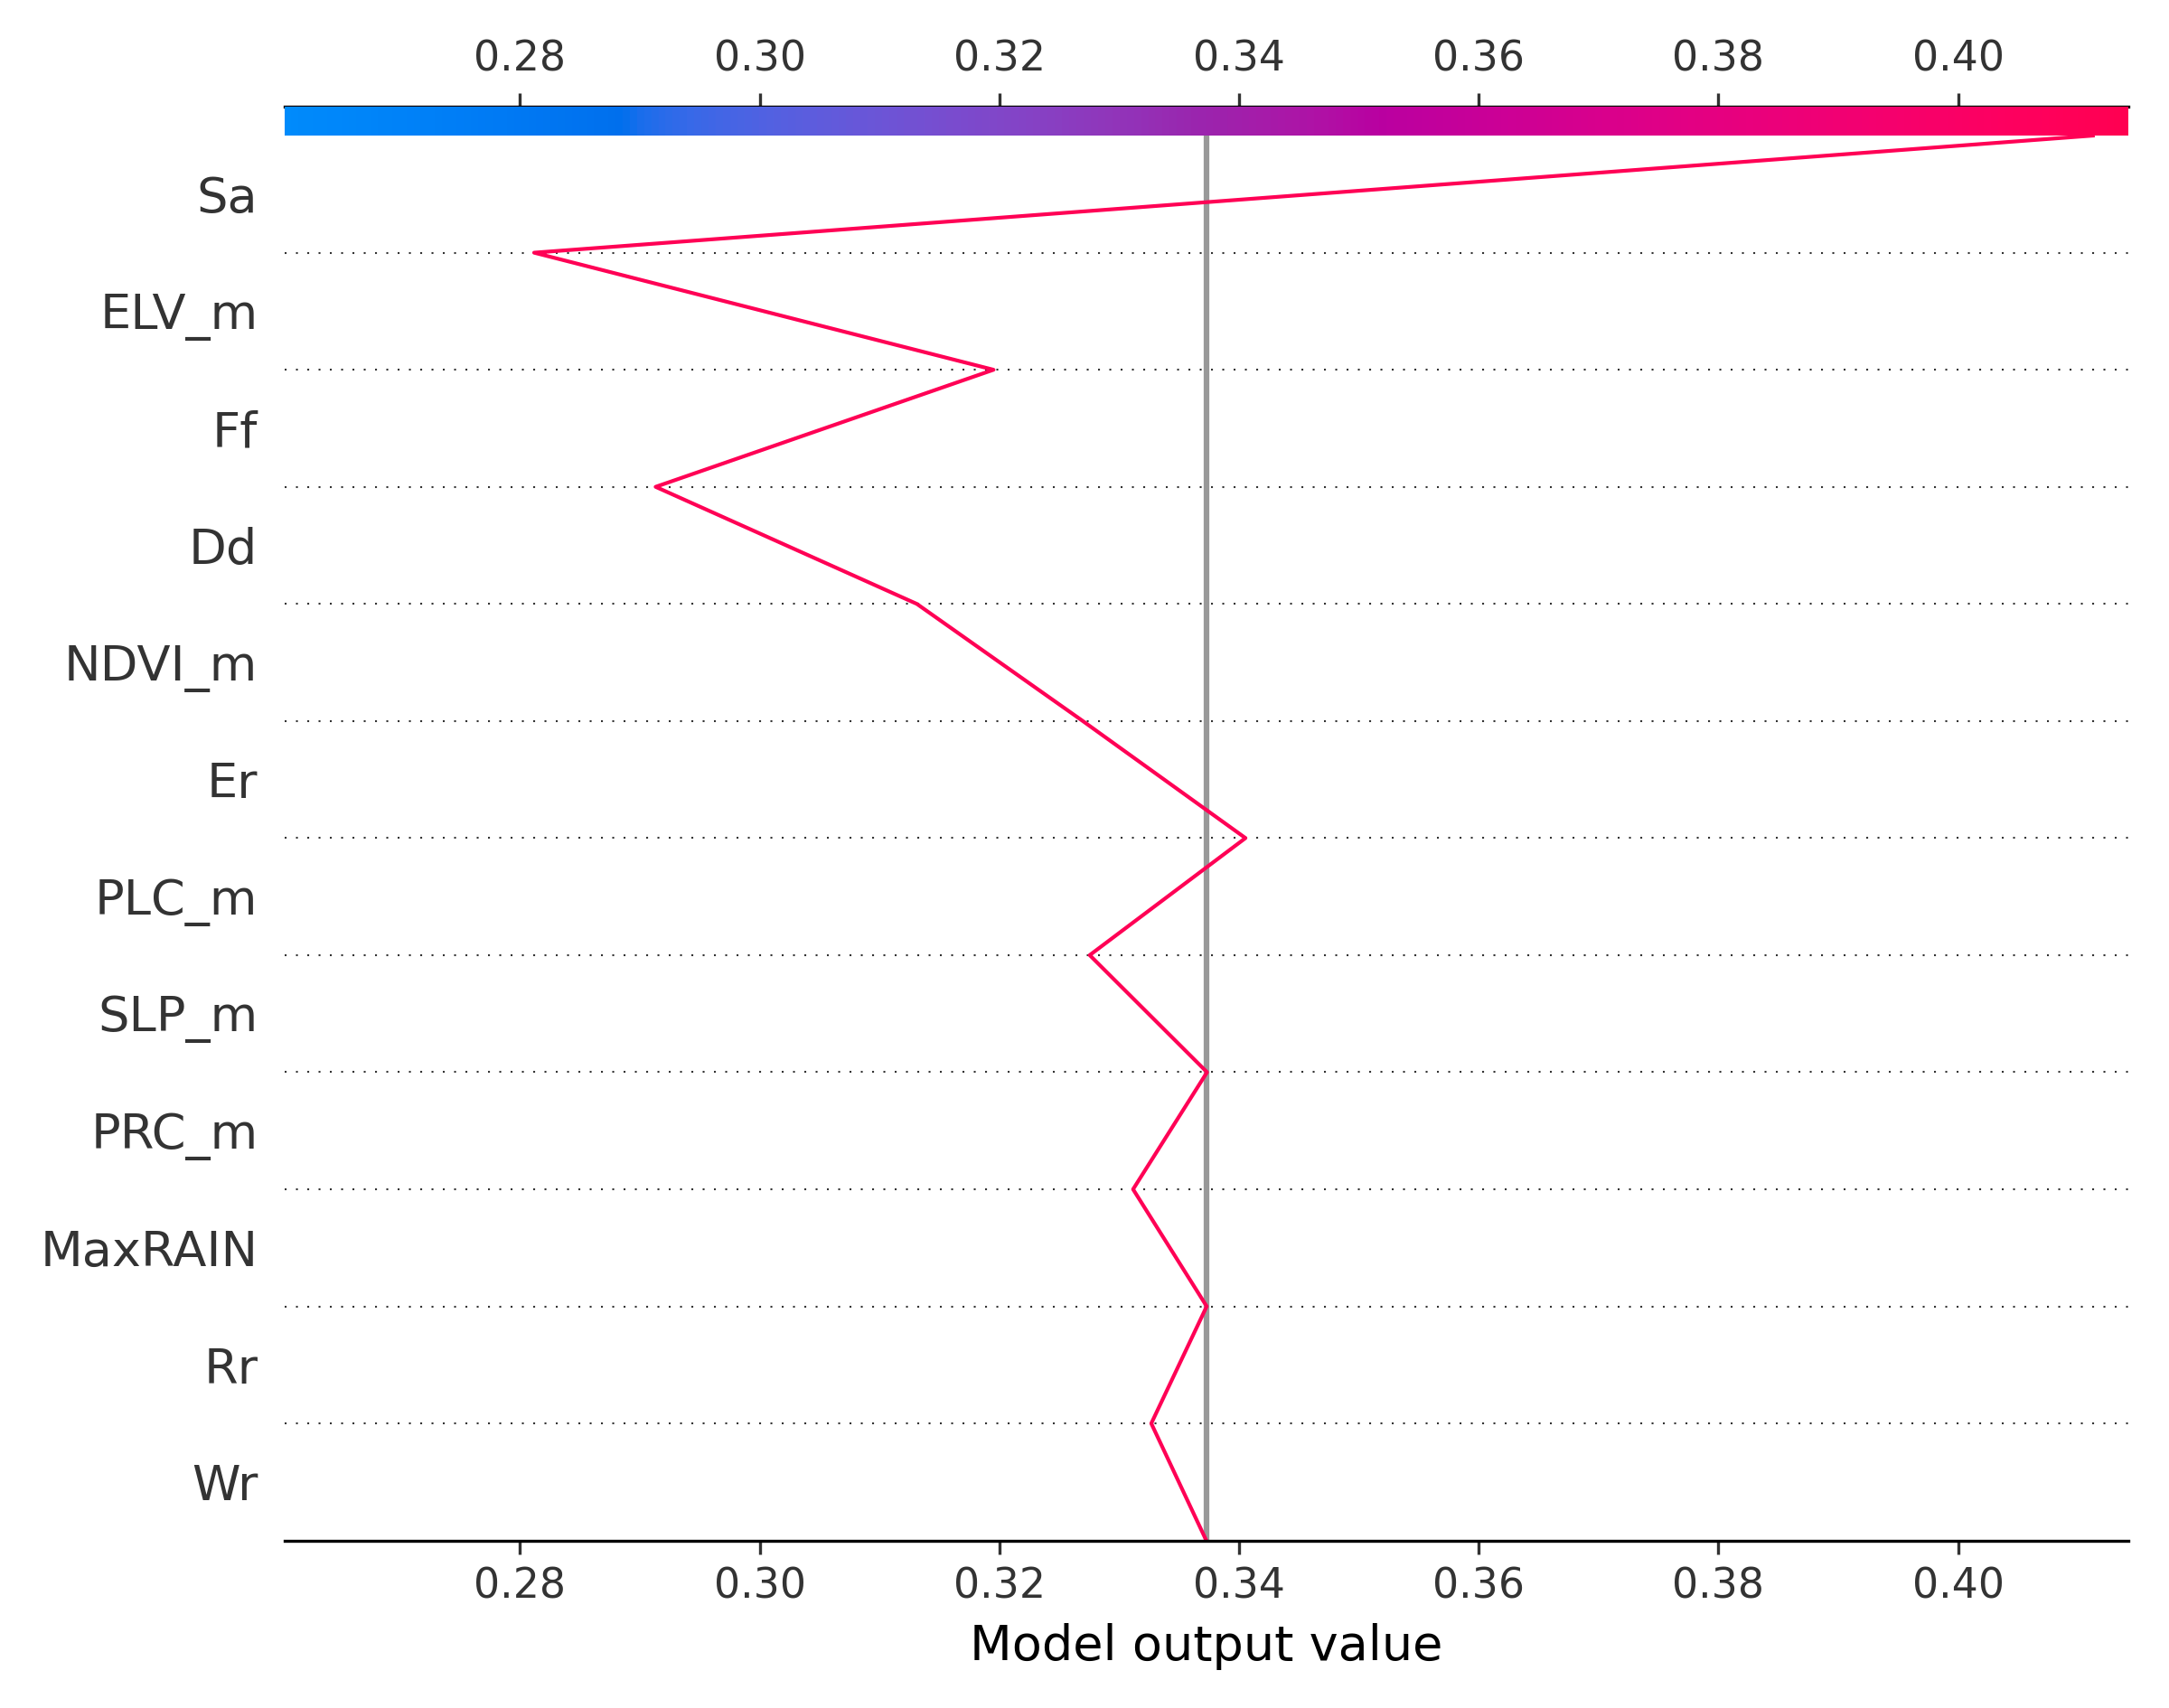 0.28 0.30 0.32 0.34 0.36 0.38 0.40
Sa
ELV_m
Ff
Dd
NDVI_m
Er
PLC_m
SLP_m
PRC_m
MaxRAIN
Rr
Wr
0.28 0.30 0.32 0.34 0.36 0.38 0.40
Model output value